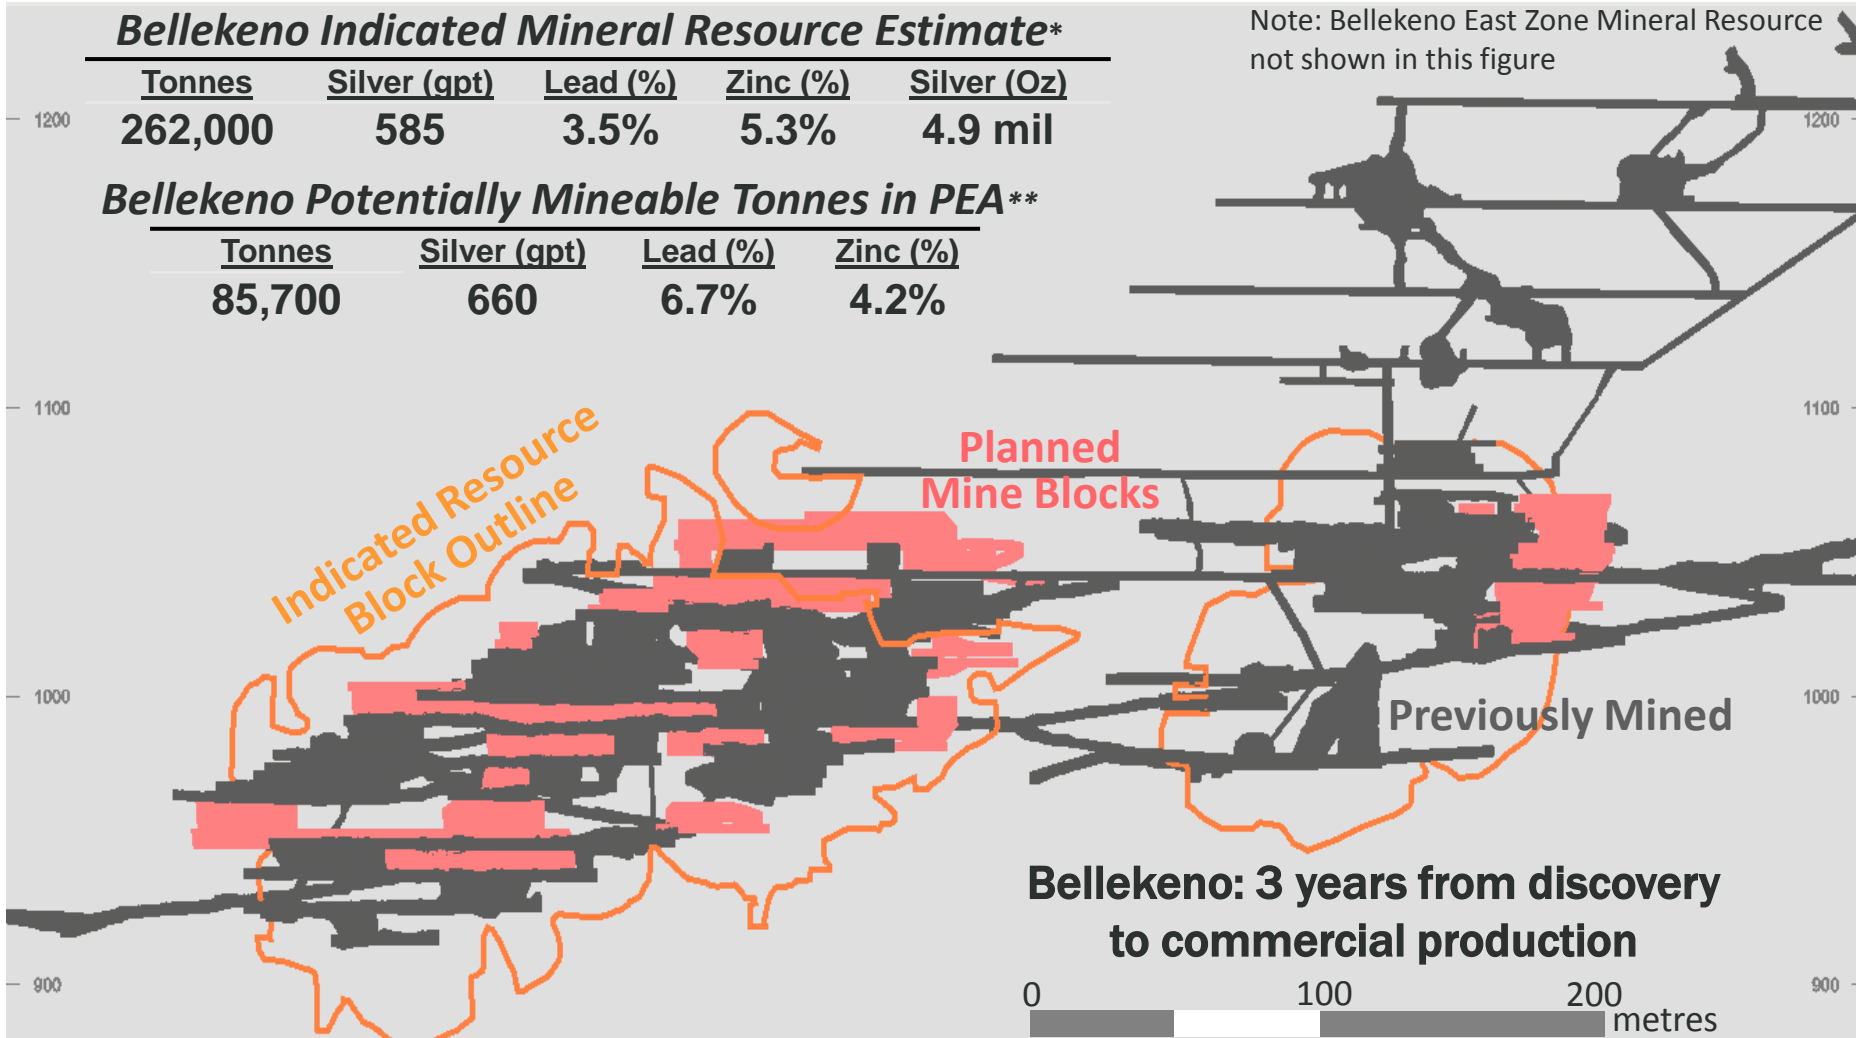 Bellekeno Indicated Mineral Resource Estimate*
Tonnes Silver (gpt) Lead (%) Zinc (%) Silver (Oz)
262,000 585 3.5% 5.3% 4.9 mil
Bellekeno Potentially Mineable Tonnes in PEA**
Tonnes Silver (gpt) Lead (%) Zinc (%)
85,700 660 6.7% 4.2%
Note: Bellekeno East Zone Mineral Resource
not shown in this figure
1200 1200
1100 1100
Indicated Resource
Block Outline
Planned
Mine Blocks
1000 1000
Previously Mined
Bellekeno: 3 years from discovery
to commercial production
900 900
0 100 200
metres